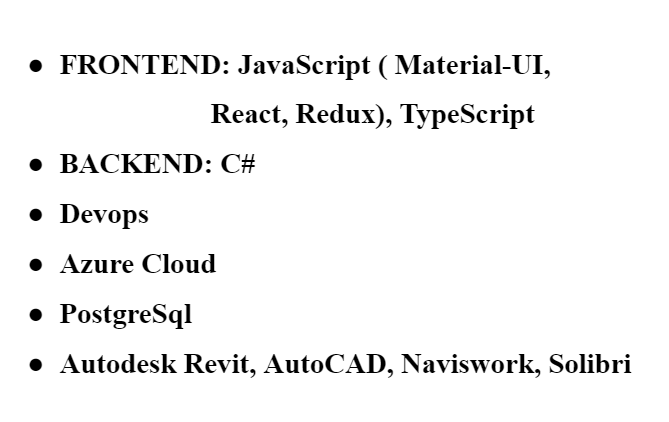 ● FRONTEND: JavaScript ( Material-UI,
React, Redux), TypeScript
● BACKEND: C#
● Devops
● Azure Cloud
● PostgreSql
● Autodesk Revit, AutoCAD, Naviswork, Solibri